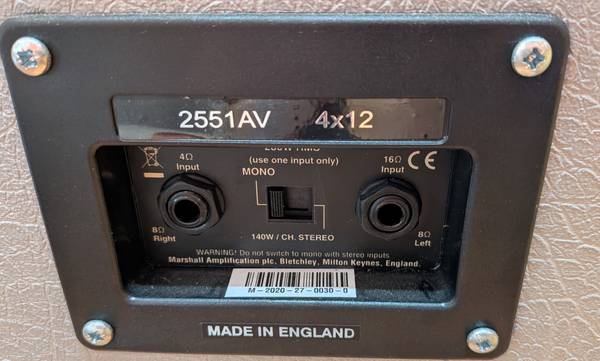 2551AV 4x12
280W RMS
(use one input only)
4Ω Input
MONO
16Ω Input
CE
8Ω Right
140W / CH. STEREO
8Ω Left
WARNING! Do not switch to mono with stereo inputs
Marshall Amplification plc. Bletchley, Milton Keynes, England.
M-2020-27-0030-0
MADE IN ENGLAND